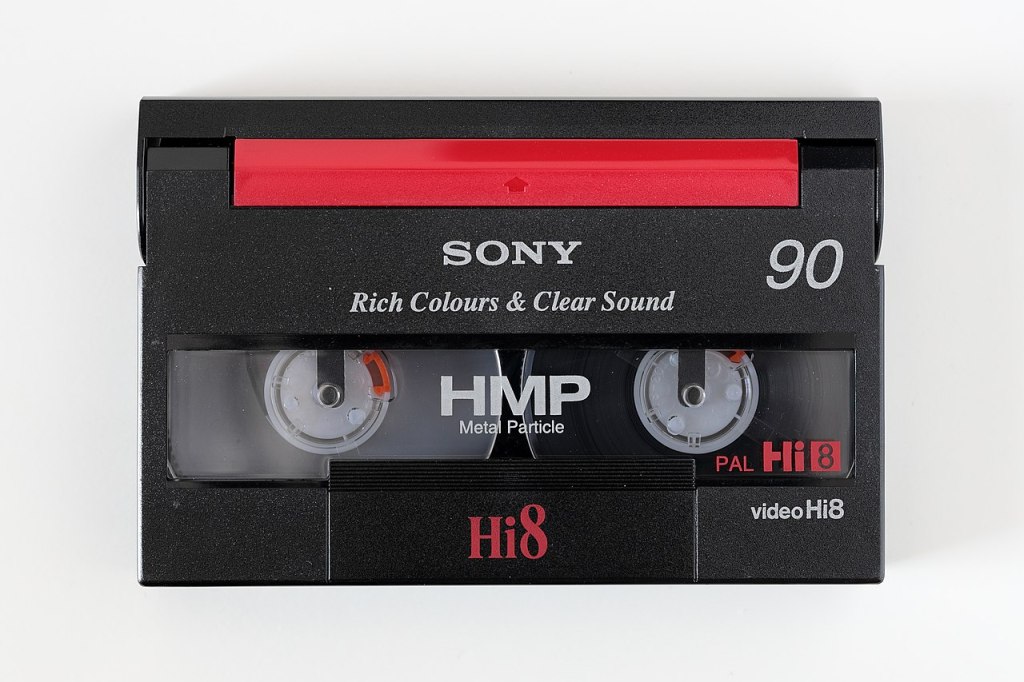 SONY
90
Rich Colours & Clear Sound
HMP
Metal Particle
PAL Hi8
video Hi8
Hi8